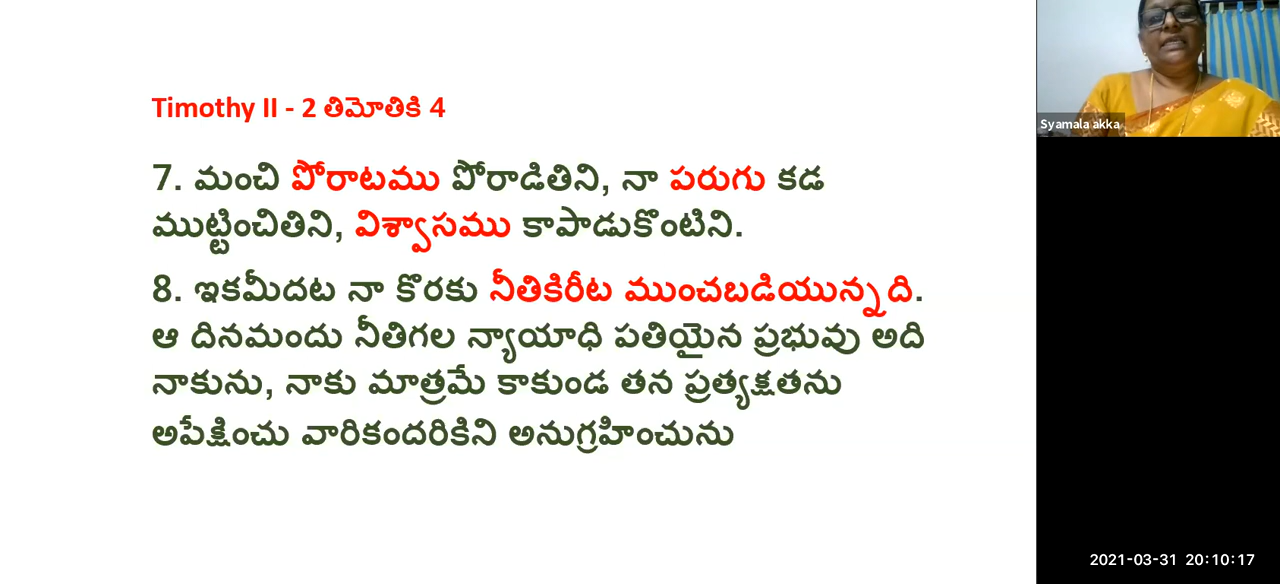 Timothy II - 2 తిమోతికి 4
7. మంచి పోరాటము పోరాడితిని, నా పరుగు కడ
ముట్టించితిని, విశ్వాసము కాపాడుకొంటిని.
8. ఇకమీదట నా కొరకు నీతికిరీట ముంచబడియున్నది.
ఆ దినమందు నీతిగల న్యాయాధి పతియైన ప్రభువు అది
నాకును, నాకు మాత్రమే కాకుండ తన ప్రత్యక్షతను
అపేక్షించు వారికందరికిని అనుగ్రహించును
Syamala akka
2021-03-31 20:10:17